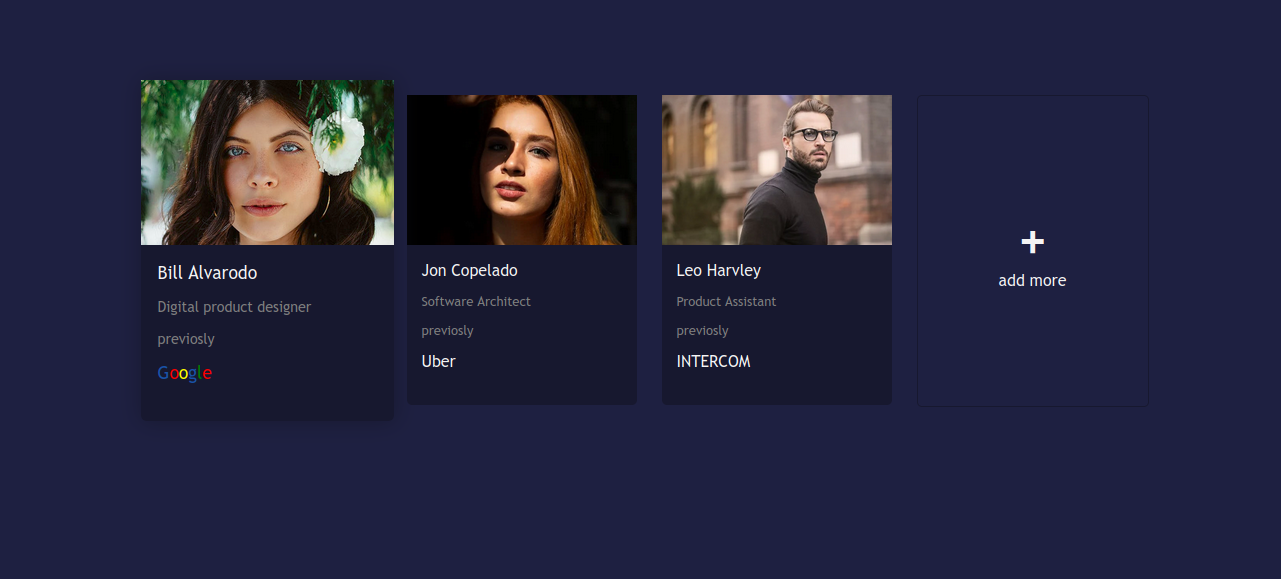 Bill Alvarodo
Digital product designer
previosly
Google
Jon Copelado
Software Architect
previosly
Uber
Leo Harvley
Product Assistant
previosly
INTERCOM
+
add more